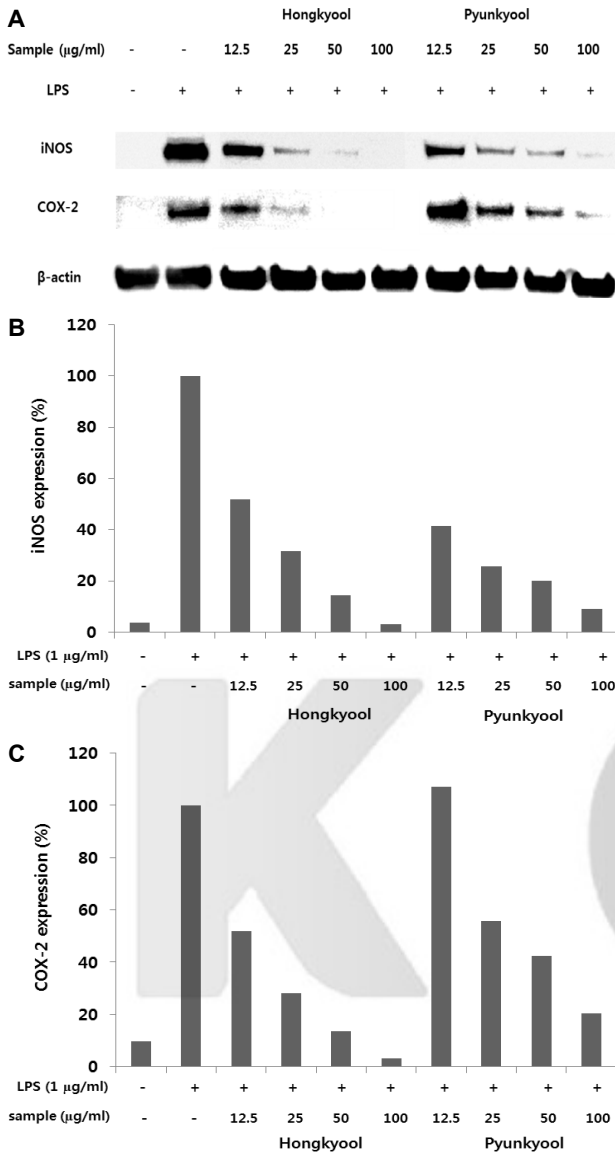 A
Hongkyool Pyunkyool
Sample (μg/ml) - - 12.5 25 50 100 12.5 25 50 100
LPS - + + + + + + + + +
iNOS
COX-2
β-actin
B
120
100
80
60
40
20
0
iNOS expression (%)
LPS (1 μg/ml) - + + + + + + + + +
sample (μg/ml) - - 12.5 25 50 100 12.5 25 50 100
Hongkyool Pyunkyool
C
120
100
80
60
40
20
0
COX-2 expression (%)
LPS (1 μg/ml) - + + + + + + + + +
sample (μg/ml) - - 12.5 25 50 100 12.5 25 50 100
Hongkyool Pyunkyool
K